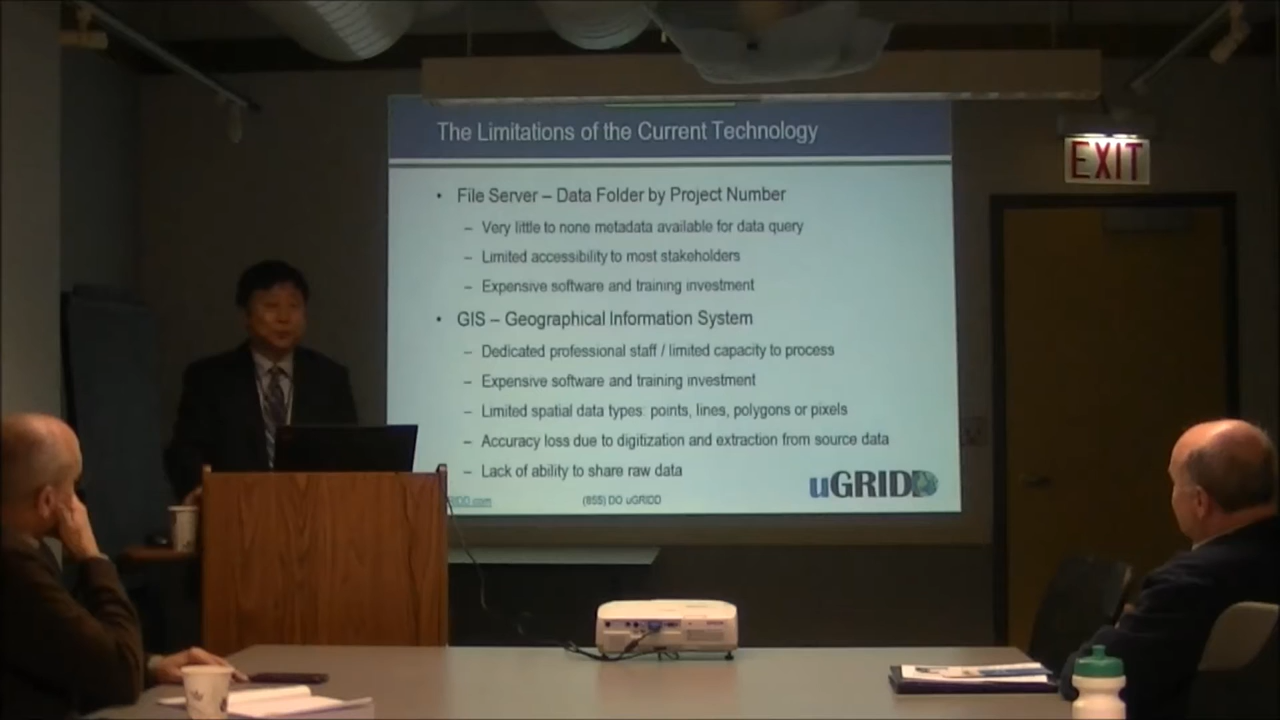 The Limitations of the Current Technology
EXIT
• File Server – Data Folder by Project Number
– Very little to none metadata available for data query
– Limited accessibility to most stakeholders
– Expensive software and training investment
• GIS – Geographical Information System
– Dedicated professional staff / limited capacity to process
– Expensive software and training investment
– Limited spatial data types: points, lines, polygons or pixels
– Accuracy loss due to digitization and extraction from source data
– Lack of ability to share raw data
uGRIDD
RIDD.com
(855) DO uGRIDD